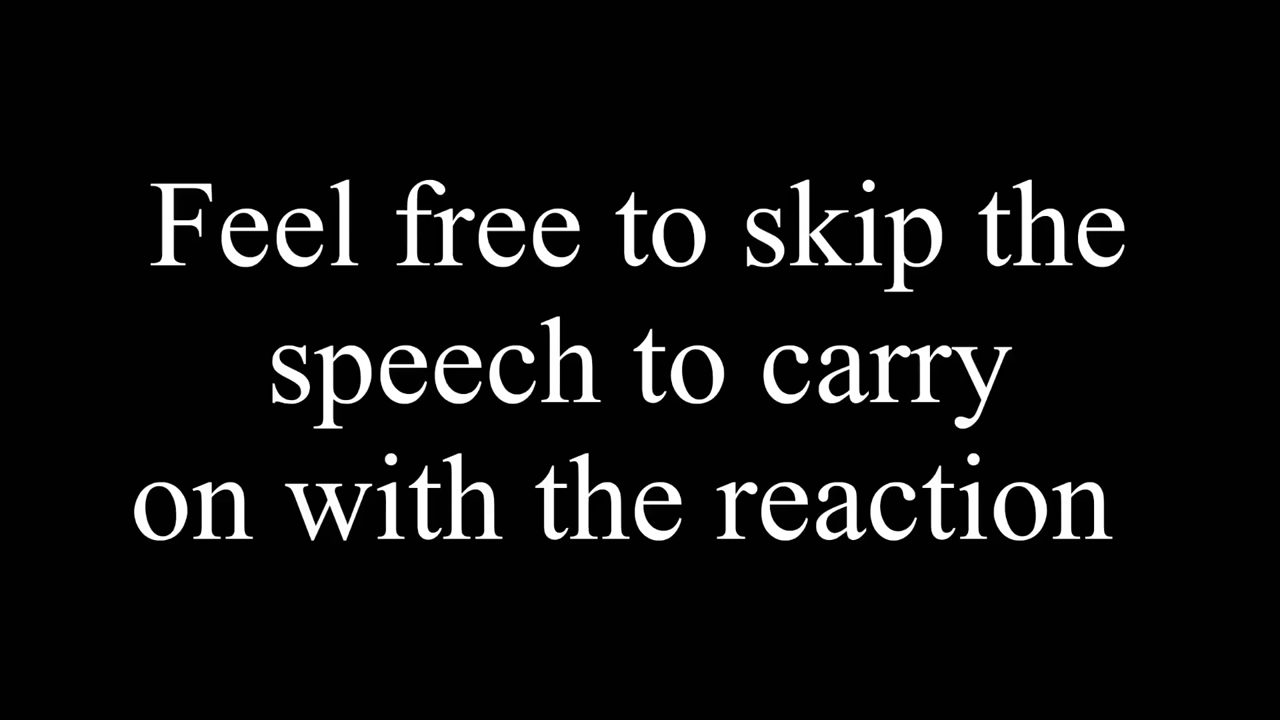 Feel free to skip the
speech to carry
on with the reaction